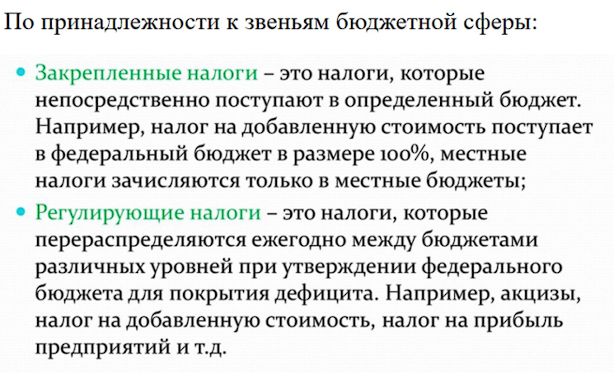 По принадлежности к звеньям бюджетной сферы:
• Закрепленные налоги – это налоги, которые
непосредственно поступают в определенный бюджет.
Например, налог на добавленную стоимость поступает
в федеральный бюджет в размере 100%, местные
налоги зачисляются только в местные бюджеты;
• Регулирующие налоги – это налоги, которые
перераспределяются ежегодно между бюджетами
различных уровней при утверждении федерального
бюджета для покрытия дефицита. Например, акцизы,
налог на добавленную стоимость, налог на прибыль
предприятий и т.д.